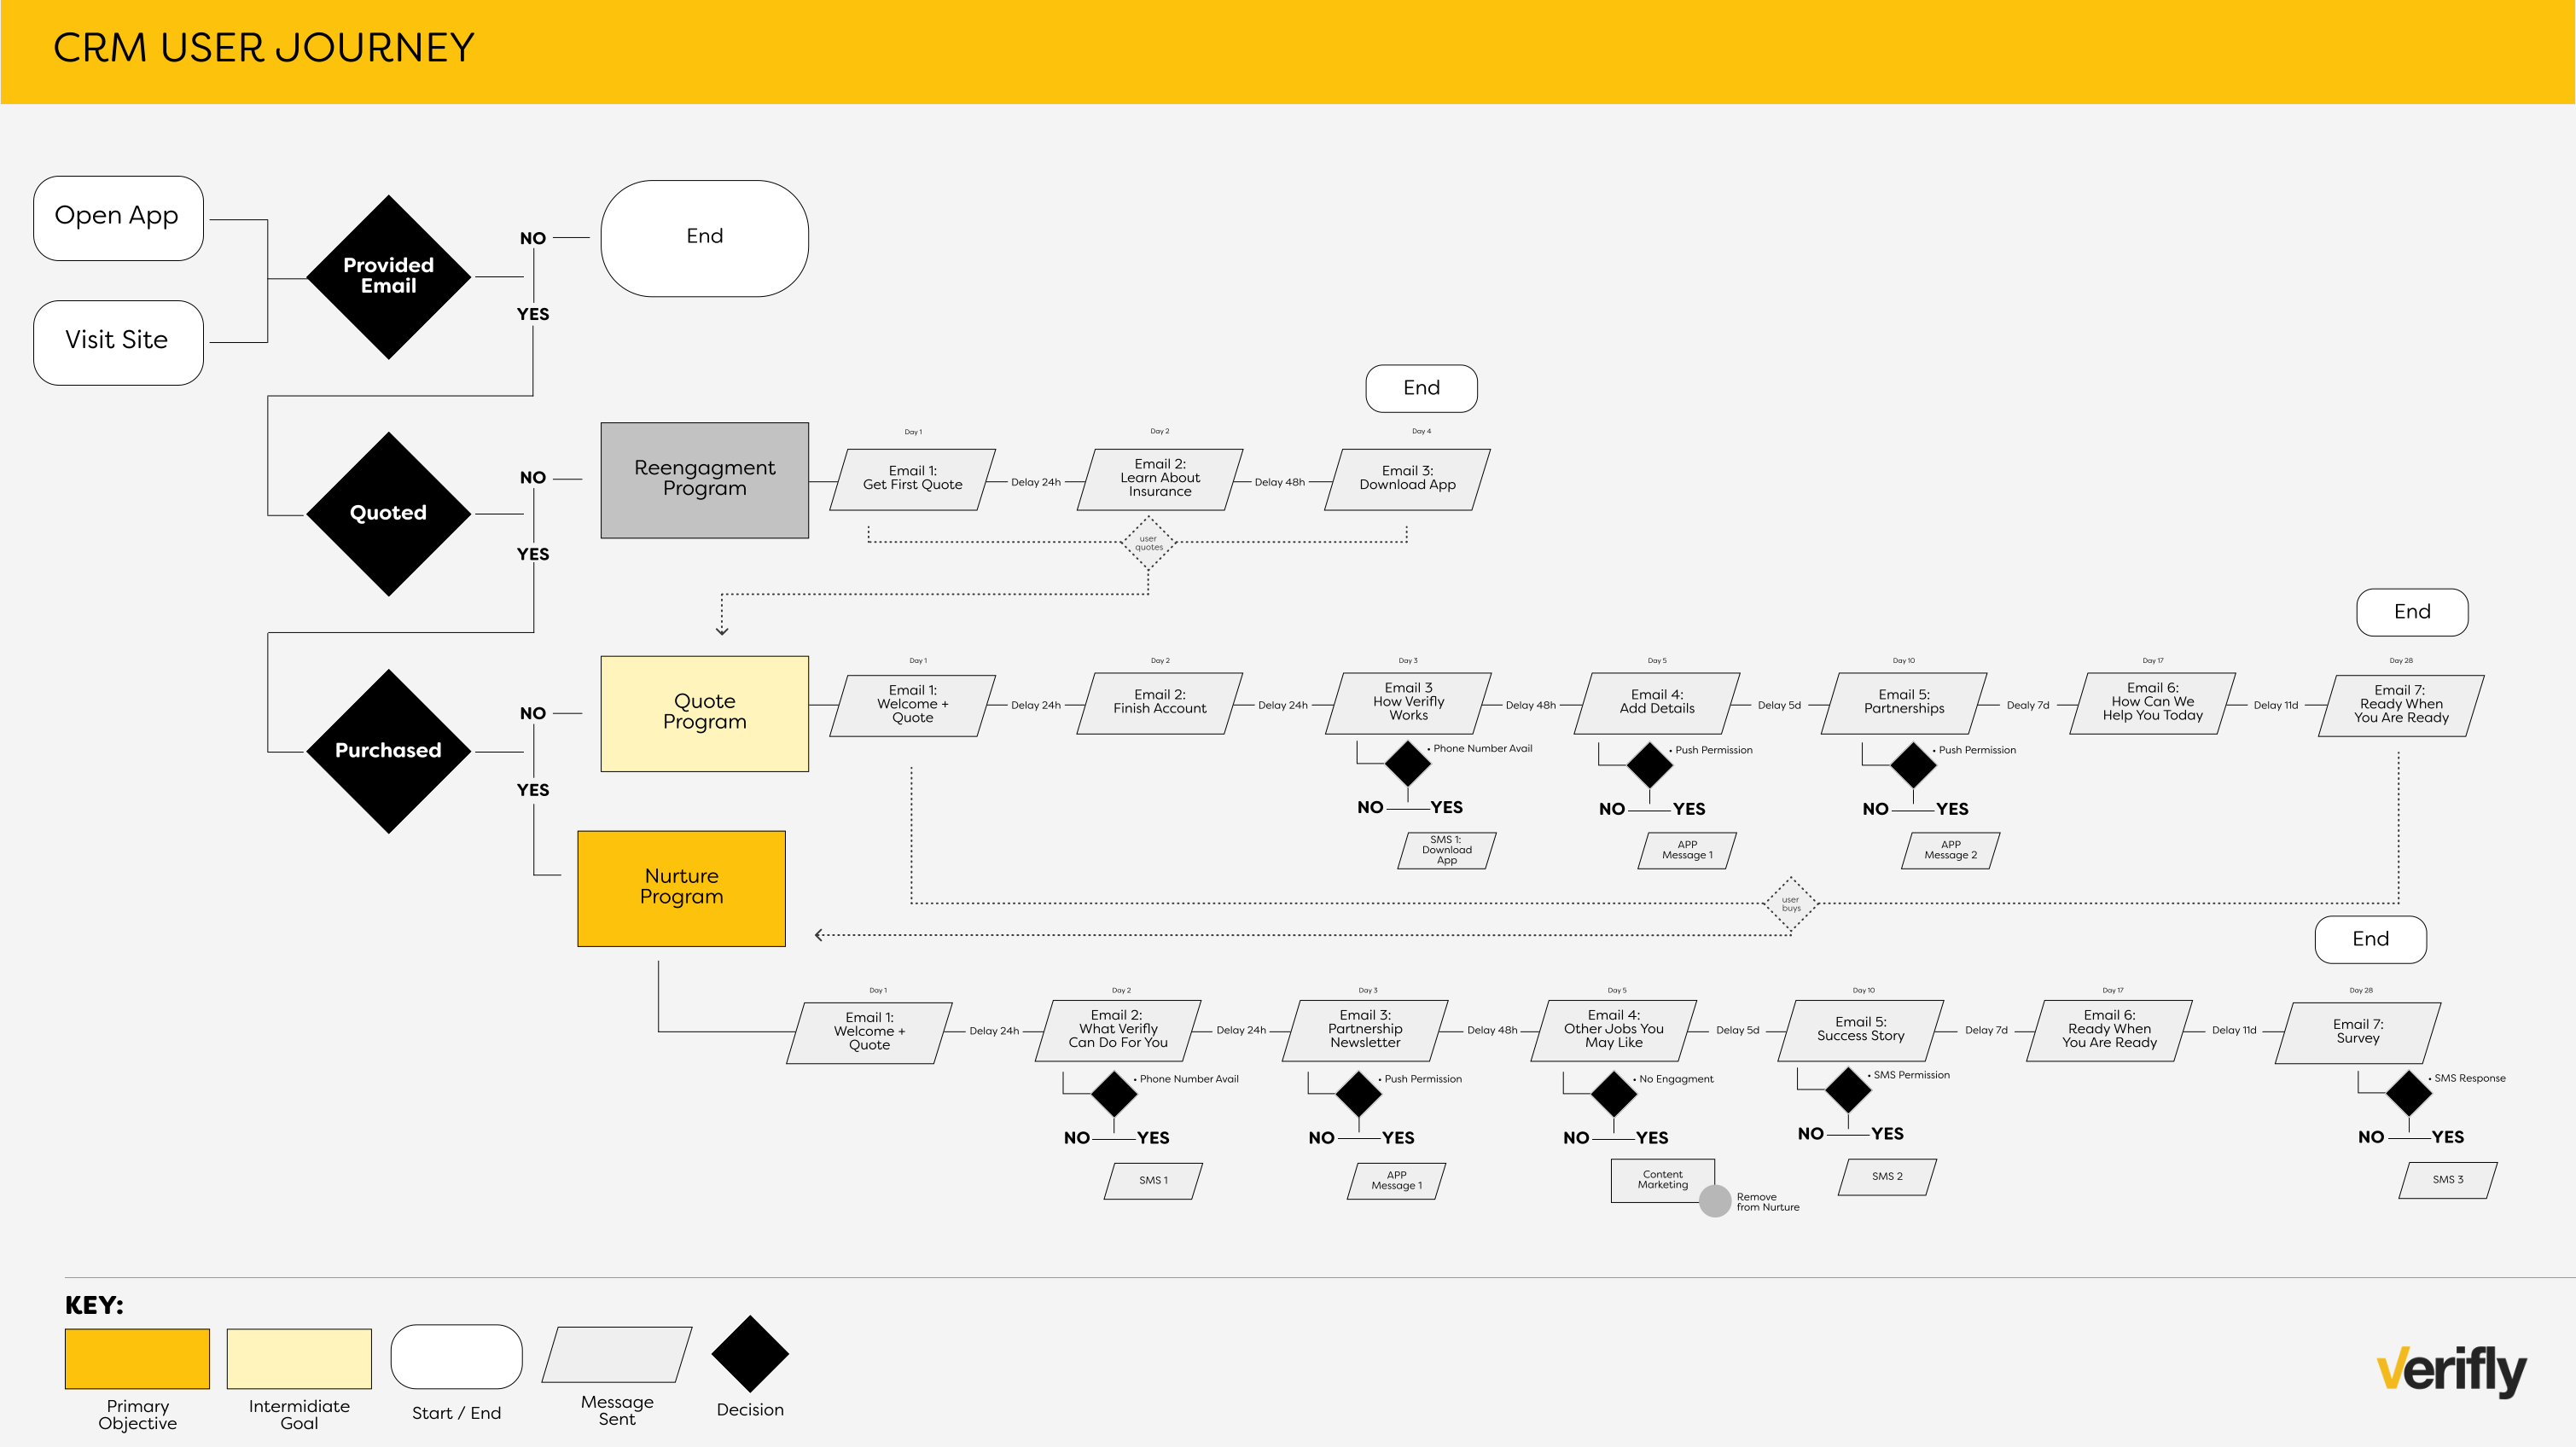 CRM USER JOURNEY
Open App
Visit Site
Provided
Email
NO
YES
End
Quoted
NO
YES
Reengagment
Program
Day 1
Email 1:
Get First Quote
Delay 24h
Day 2
Email 2:
Learn About
Insurance
Delay 48h
End
Day 4
Email 3:
Download App
user
quotes
Purchased
NO
YES
Quote
Program
Day 1
Email 1:
Welcome +
Quote
Delay 24h
Day 2
Email 2:
Finish Account
Delay 24h
Day 3
Email 3
How Verifly
Works
• Phone Number Avail
NO
YES
SMS 1:
Download
App
Delay 48h
Day 5
Email 4:
Add Details
• Push Permission
NO
YES
APP
Message 1
Delay 5d
Day 10
Email 5:
Partnerships
• Push Permission
NO
YES
APP
Message 2
Dealy 7d
Day 17
Email 6:
How Can We
Help You Today
Delay 11d
End
Day 28
Email 7:
Ready When
You Are Ready
user
buys
Nurture
Program
Day 1
Email 1:
Welcome +
Quote
Delay 24h
Day 2
Email 2:
What Verifly
Can Do For You
• Phone Number Avail
NO
YES
SMS 1
Delay 24h
Day 3
Email 3:
Partnership
Newsletter
• Push Permission
NO
YES
APP
Message 1
Delay 48h
Day 5
Email 4:
Other Jobs You
May Like
• No Engagment
NO
YES
Content
Marketing
Remove
from Nurture
Delay 5d
Day 10
Email 5:
Success Story
• SMS Permission
NO
YES
SMS 2
Delay 7d
Day 17
Email 6:
Ready When
You Are Ready
Delay 11d
End
Day 28
Email 7:
Survey
• SMS Response
NO
YES
SMS 3
KEY:
Primary
Objective
Intermidiate
Goal
Start / End
Message
Sent
Decision
verifly